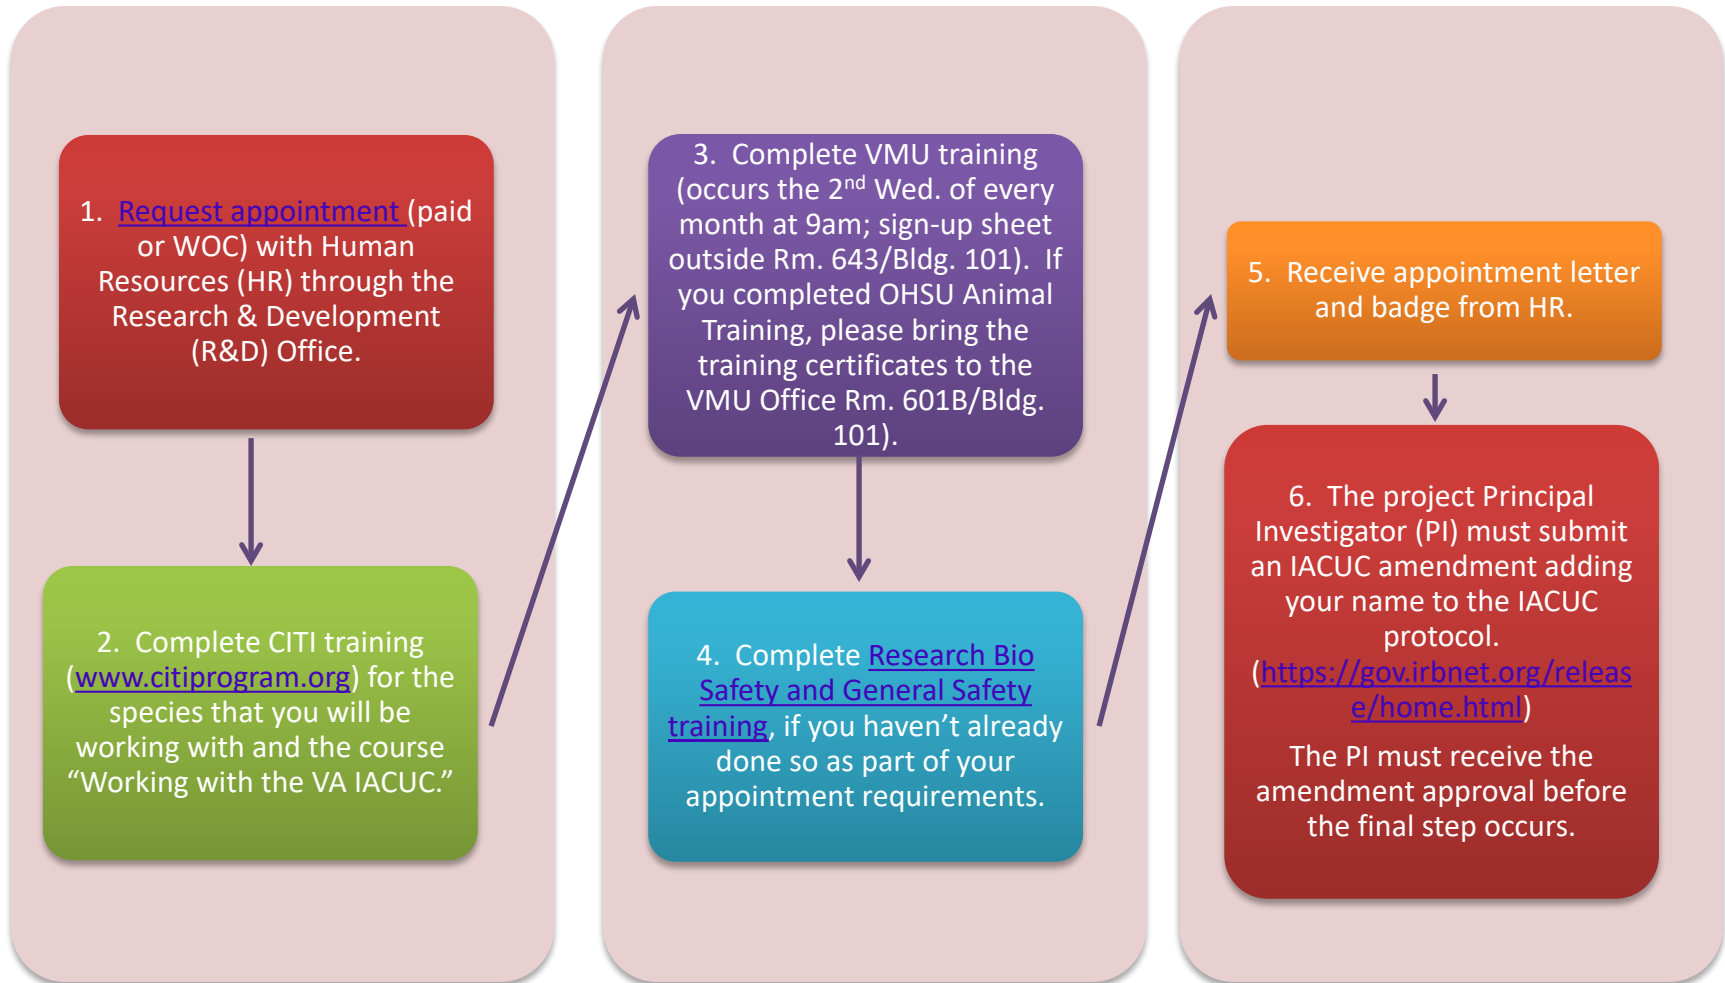 1. Request appointment (paid
or WOC) with Human
Resources (HR) through the
Research & Development
(R&D) Office.
2. Complete CITI training
(www.citiprogram.org) for the
species that you will be
working with and the course
“Working with the VA IACUC.”
3. Complete VMU training
(occurs the 2nd Wed. of every
month at 9am; sign-up sheet
outside Rm. 643/Bldg. 101). If
you completed OHSU Animal
Training, please bring the
training certificates to the
VMU Office Rm. 601B/Bldg.
101).
4. Complete Research Bio
Safety and General Safety
training, if you haven’t already
done so as part of your
appointment requirements.
5. Receive appointment letter
and badge from HR.
6. The project Principal
Investigator (PI) must submit
an IACUC amendment adding
your name to the IACUC
protocol.
(https://gov.irbnet.org/releas
e/home.html)
The PI must receive the
amendment approval before
the final step occurs.